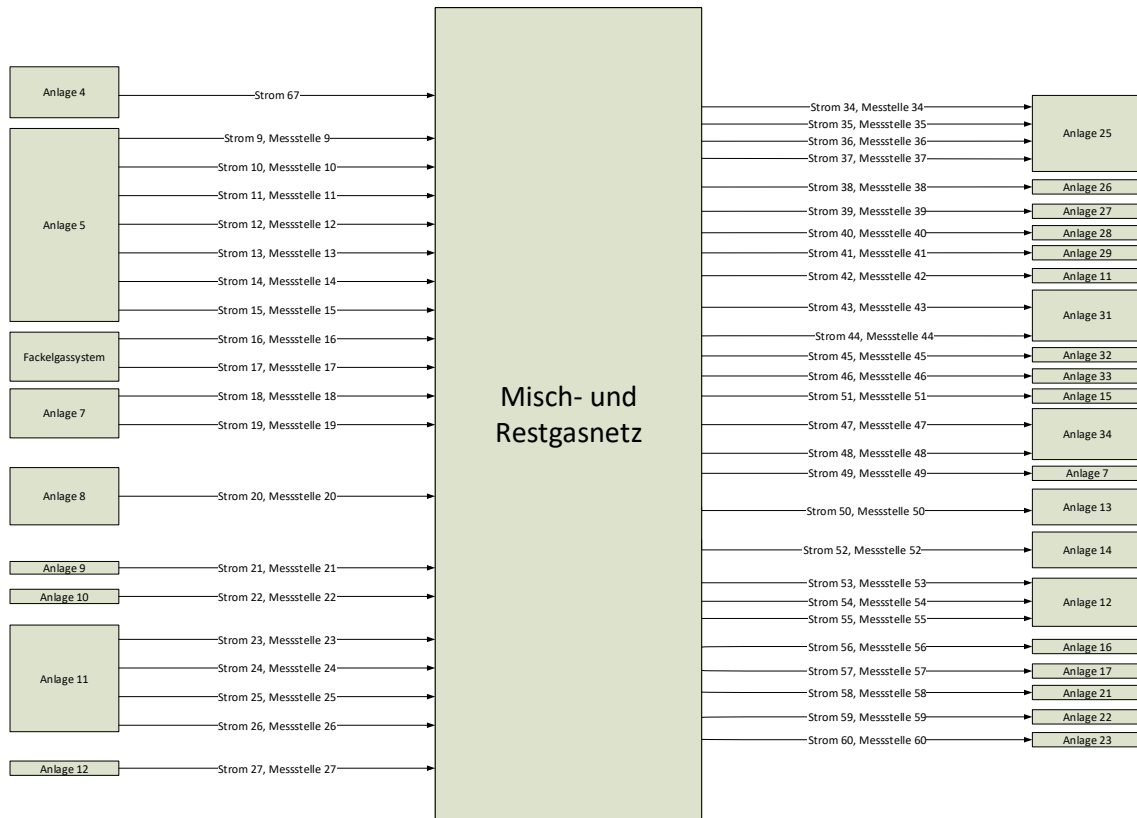 Anlage 4
Strom 67
Anlage 5
Strom 9, Messstelle 9
Strom 10, Messstelle 10
Strom 11, Messstelle 11
Strom 12, Messstelle 12
Strom 13, Messstelle 13
Strom 14, Messstelle 14
Strom 15, Messstelle 15
Fackelgassystem
Strom 16, Messstelle 16
Strom 17, Messstelle 17
Anlage 7
Strom 18, Messstelle 18
Strom 19, Messstelle 19
Anlage 8
Strom 20, Messstelle 20
Anlage 9
Strom 21, Messstelle 21
Anlage 10
Strom 22, Messstelle 22
Anlage 11
Strom 23, Messstelle 23
Strom 24, Messstelle 24
Strom 25, Messstelle 25
Strom 26, Messstelle 26
Anlage 12
Strom 27, Messstelle 27
Misch- und
Restgasnetz
Strom 34, Messtelle 34
Strom 35, Messstelle 35
Strom 36, Messstelle 36
Strom 37, Messstelle 37
Anlage 25
Strom 38, Messstelle 38
Anlage 26
Strom 39, Messstelle 39
Anlage 27
Strom 40, Messstelle 40
Anlage 28
Strom 41, Messstelle 41
Anlage 29
Strom 42, Messstelle 42
Anlage 11
Strom 43, Messstelle 43
Strom 44, Messstelle 44
Anlage 31
Strom 45, Messstelle 45
Anlage 32
Strom 46, Messstelle 46
Anlage 33
Strom 51, Messstelle 51
Anlage 15
Strom 47, Messstelle 47
Strom 48, Messstelle 48
Anlage 34
Strom 49, Messstelle 49
Anlage 7
Strom 50, Messstelle 50
Anlage 13
Strom 52, Messstelle 52
Anlage 14
Strom 53, Messstelle 53
Strom 54, Messstelle 54
Strom 55, Messstelle 55
Anlage 12
Strom 56, Messstelle 56
Anlage 16
Strom 57, Messstelle 57
Anlage 17
Strom 58, Messstelle 58
Anlage 21
Strom 59, Messstelle 59
Anlage 22
Strom 60, Messstelle 60
Anlage 23